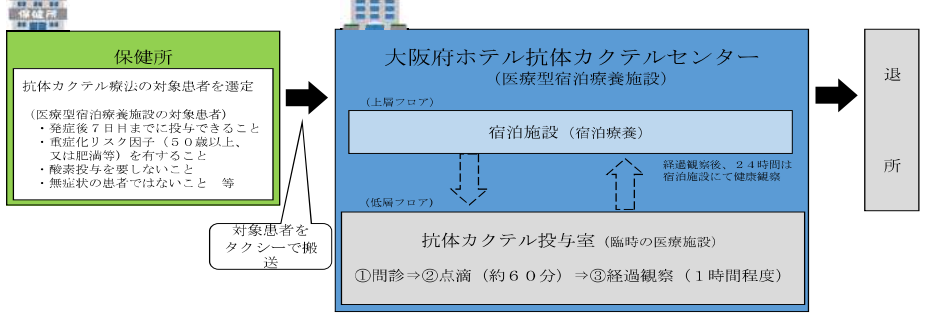 保健所
保健所
抗体カクテル療法の対象患者を選定
(医療型宿泊療養施設の対象患者)
・発症後７日目までに投与できること
・重症化リスク因子（５０歳以上、
又は肥満等）を有すること
・酸素投与を要しないこと
・無症状の患者ではないこと　等
対象患者を
タクシーで搬
送
大阪府ホテル抗体カクテルセンター
（医療型宿泊療養施設）
（上層フロア）
宿泊施設（宿泊療養）
経過観察後、２４時間は
宿泊施設にて健康観察
（低層フロア）
抗体カクテル投与室（臨時の医療施設）
①問診⇒②点滴（約６０分）⇒③経過観察（１時間程度）
退
所